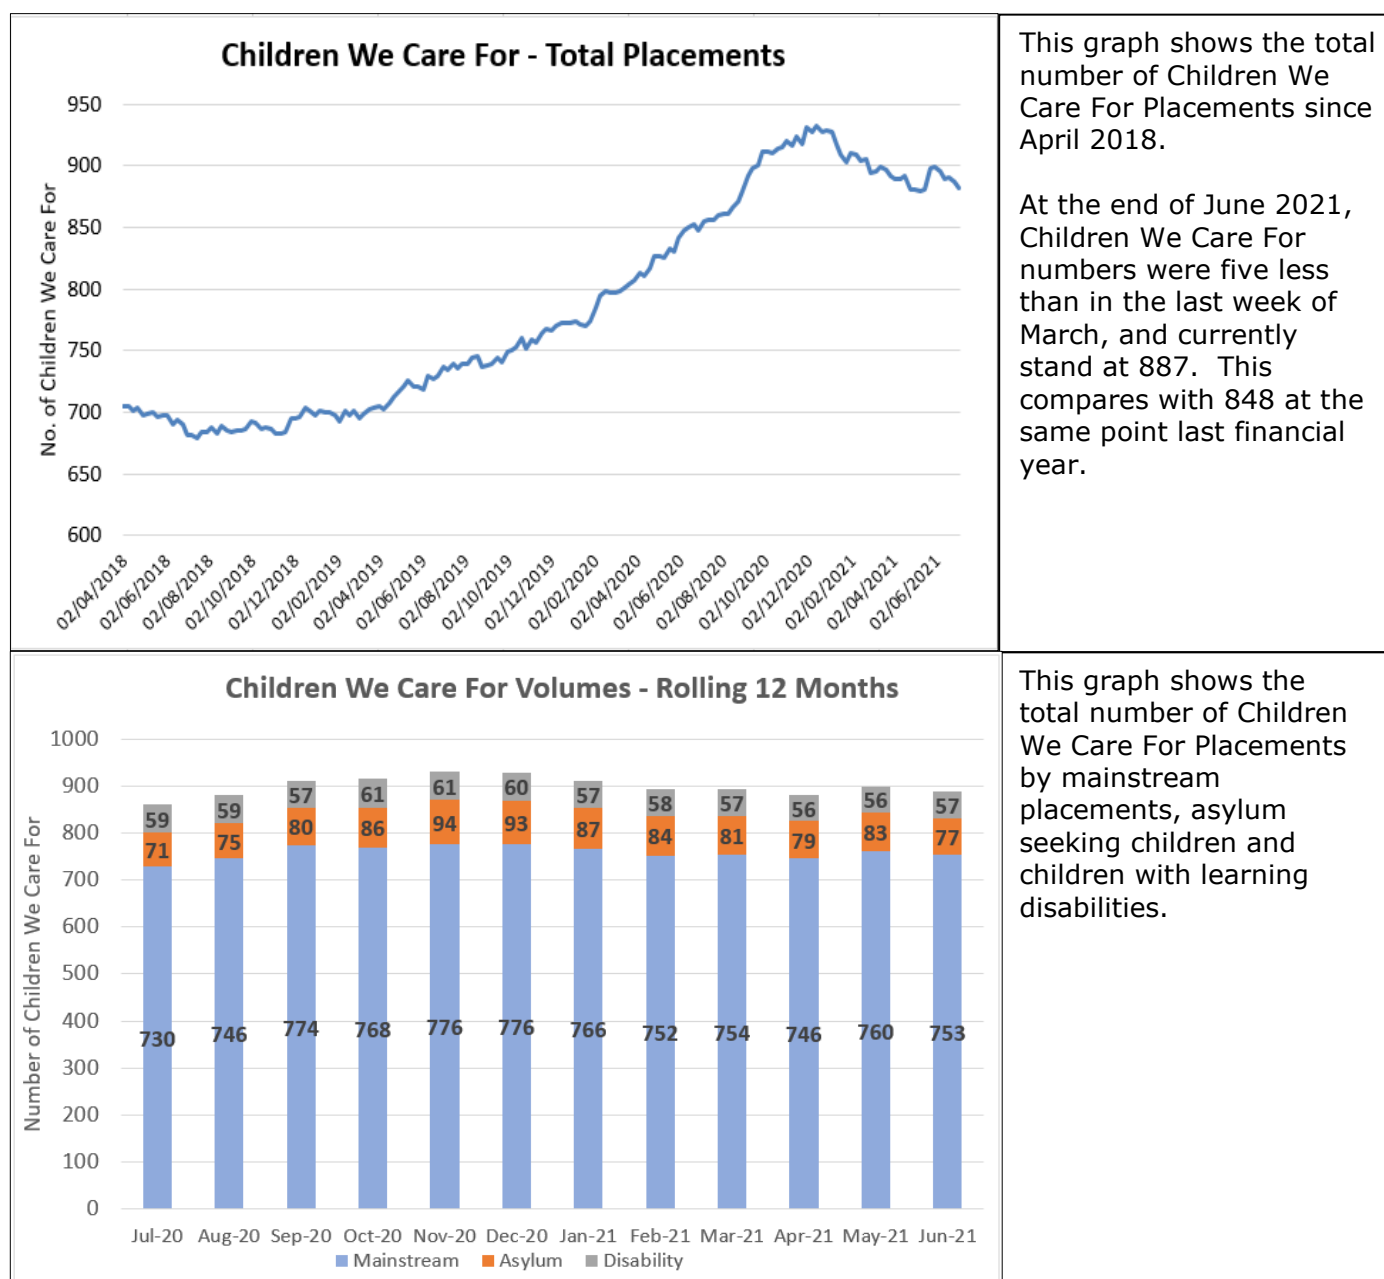 Children We Care For - Total Placements
No. of Children We Care For
950
900
850
800
750
700
650
600
02/04/2018
02/06/2018
02/08/2018
02/10/2018
02/12/2018
02/02/2019
02/04/2019
02/06/2019
02/08/2019
02/10/2019
02/12/2019
02/02/2020
02/04/2020
02/06/2020
02/08/2020
02/10/2020
02/12/2020
02/02/2021
02/04/2021
02/06/2021
This graph shows the total
number of Children We
Care For Placements since
April 2018.
At the end of June 2021,
Children We Care For
numbers were five less
than in the last week of
March, and currently
stand at 887.  This
compares with 848 at the
same point last financial
year.
Children We Care For Volumes - Rolling 12 Months
Number of Children We Care For
1000
900
800
700
600
500
400
300
200
100
0
59 59 57 61 61 60 57 58 57 56 56 57
71 75 80 86 94 93 87 84 81 79 83 77
730 746 774 768 776 776 766 752 754 746 760 753
Jul-20 Aug-20 Sep-20 Oct-20 Nov-20 Dec-20 Jan-21 Feb-21 Mar-21 Apr-21 May-21 Jun-21
Mainstream Asylum Disability
This graph shows the
total number of Children
We Care For Placements
by mainstream
placements, asylum
seeking children and
children with learning
disabilities.